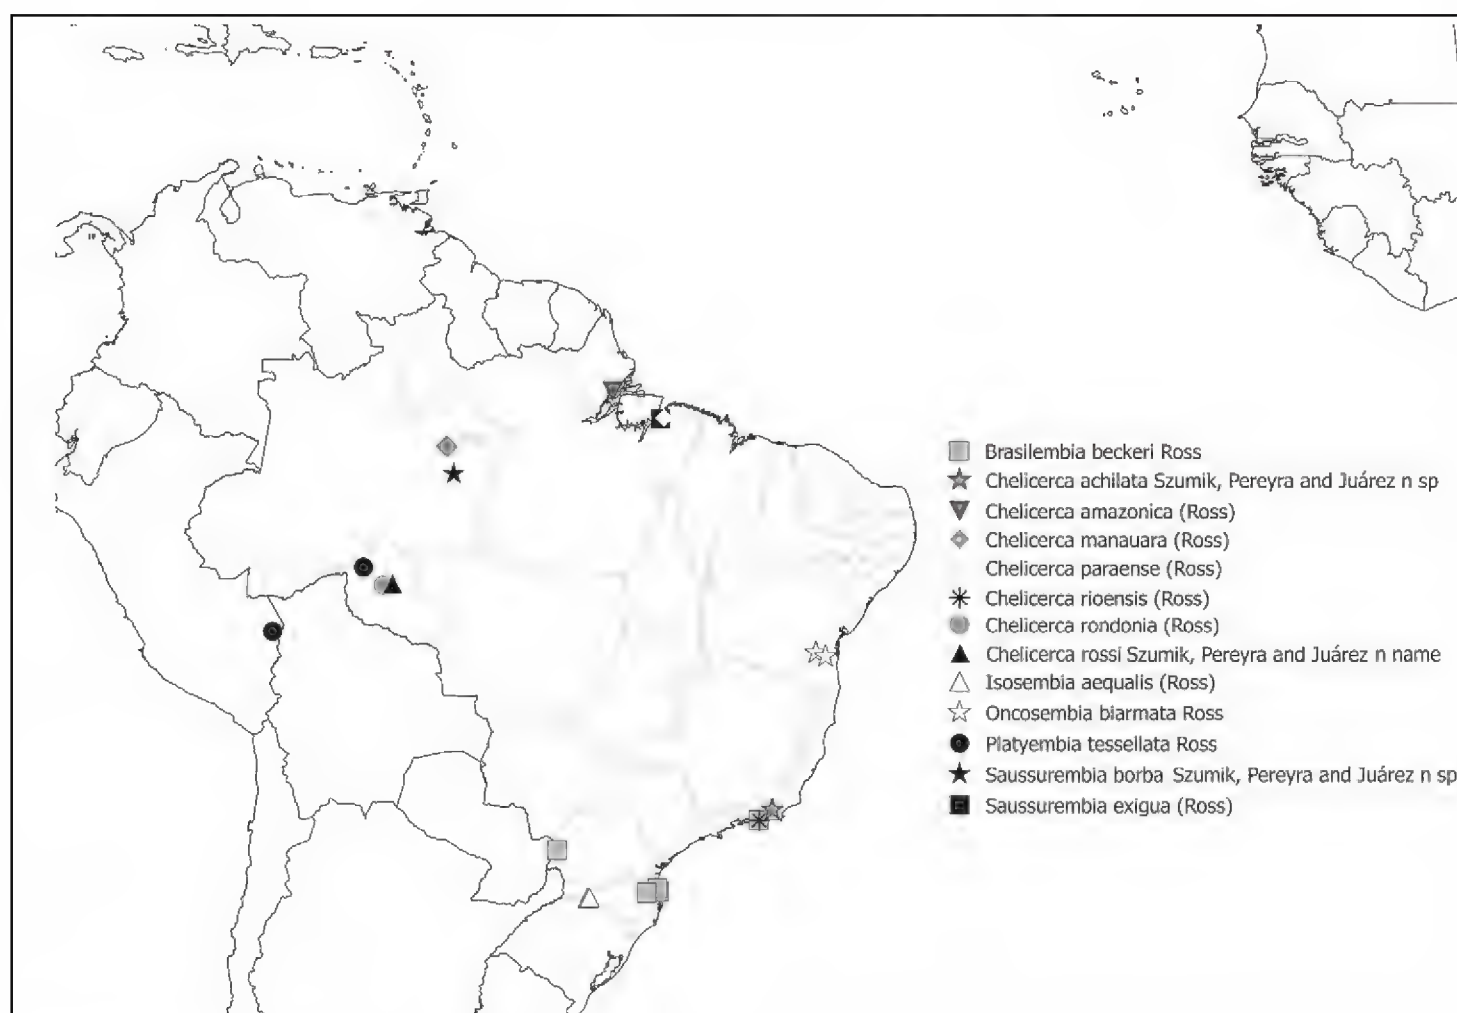 Brasilembia beckeri Ross
Chelicerca achilata Szumik, Pereyra and Juárez n sp
Chelicerca amazonica (Ross)
Chelicerca manauara (Ross)
Chelicerca paraense (Ross)
Chelicerca rioensis (Ross)
Chelicerca rondonia (Ross)
Chelicerca rossi Szumik, Pereyra and Juárez n name
Isosembia aequalis (Ross)
Oncosembia biarmata Ross
Platyembia tessellata Ross
Saussurembia borba Szumik, Pereyra and Juárez n sp
Saussurembia exigua (Ross)